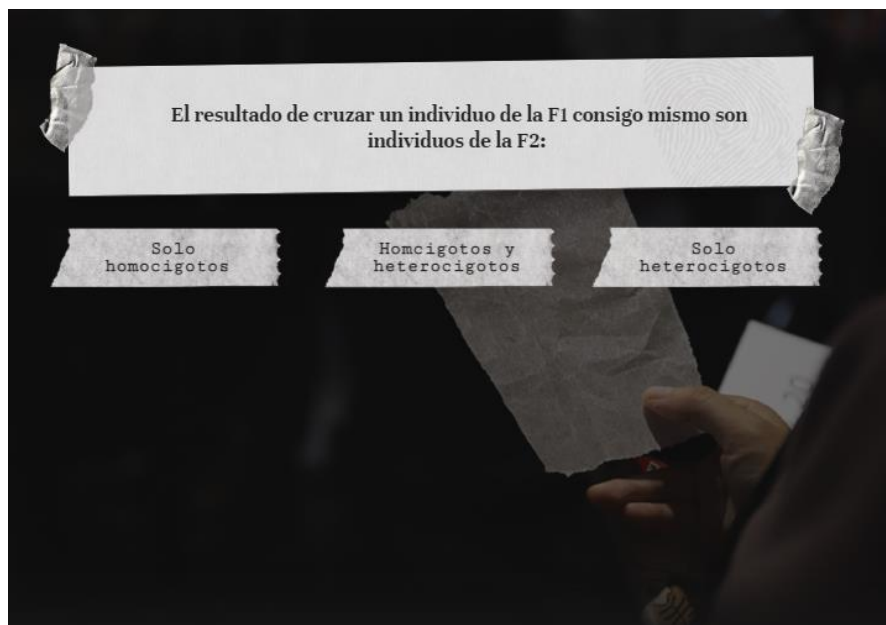 El resultado de cruzar un individuo de la F1 consigo mismo son
individuos de la F2:
Solo
homocigotos
Homcigotos y
heterocigotos
Solo
heterocigotos